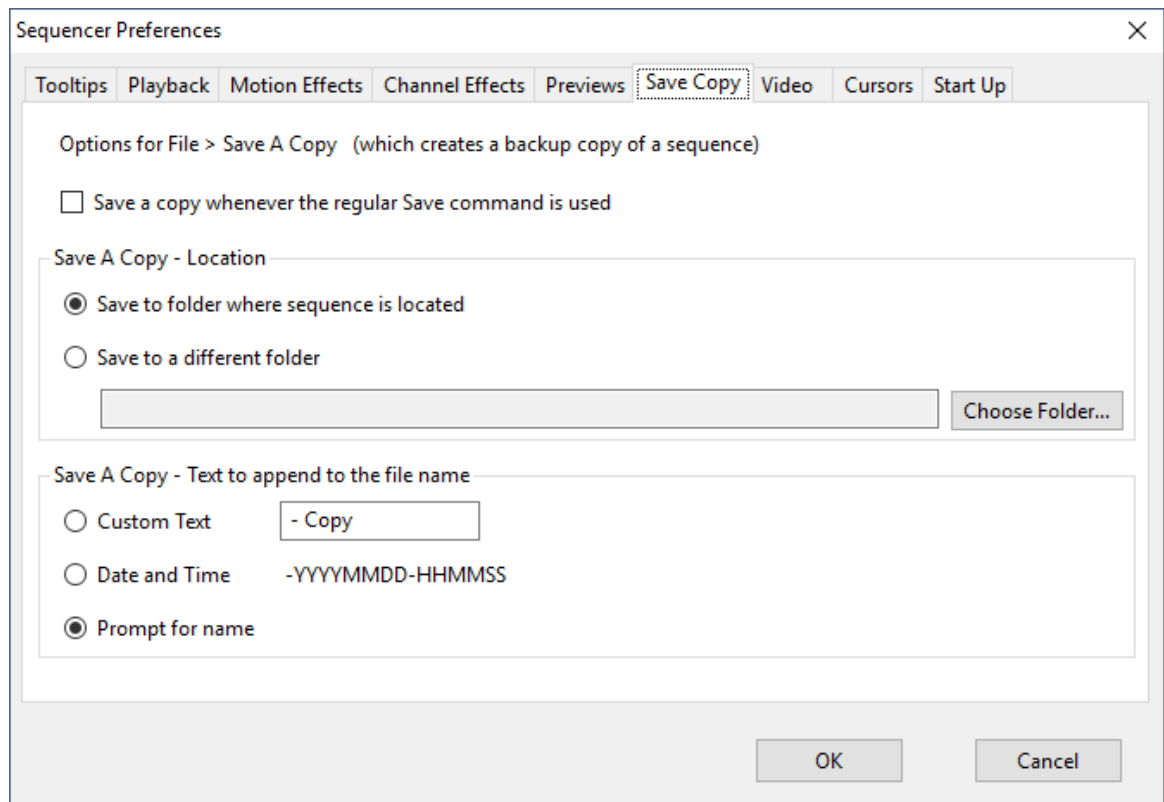 Sequencer Preferences
Tooltips Playback Motion Effects Channel Effects Previews Save Copy Video Cursors Start Up
Options for File > Save A Copy (which creates a backup copy of a sequence)
Save a copy whenever the regular Save command is used
Save A Copy - Location
Save to folder where sequence is located
Save to a different folder
Choose Folder...
Save A Copy - Text to append to the file name
Custom Text - Copy
Date and Time -YYYYMMDD-HHMMSS
Prompt for name
OK Cancel